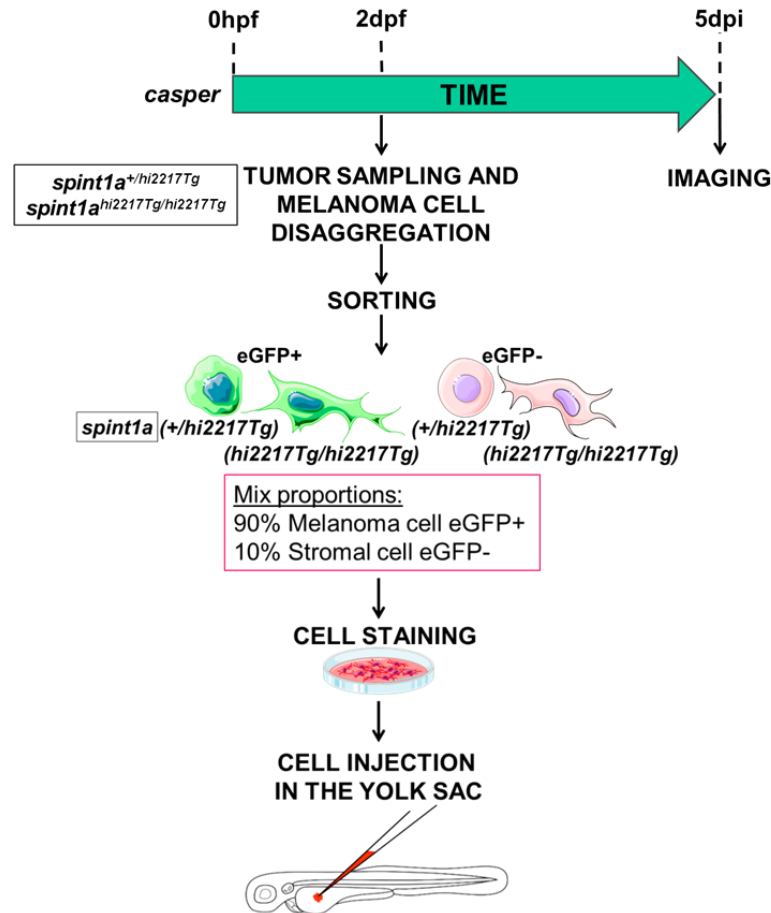 0hpf
2dpf
5dpi
casper
TIME
spint1a+/hi2217Tg
spint1ahi2217Tg/hi2217Tg
TUMOR SAMPLING AND
MELANOMA CELL
DISAGGREGATION
IMAGING
SORTING
eGFP+
eGFP-
spint1a (+/hi2217Tg)
(+/hi2217Tg)
(hi2217Tg/hi2217Tg)
(hi2217Tg/hi2217Tg)
Mix proportions:
90% Melanoma cell eGFP+
10% Stromal cell eGFP-
CELL STAINING
CELL INJECTION
IN THE YOLK SAC